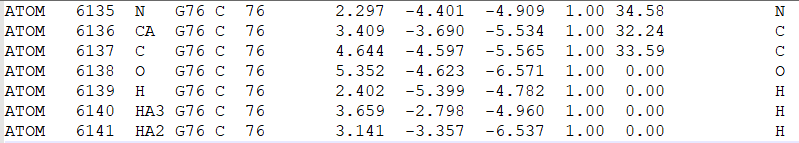 ATOM   6135  N   G76 C  76       2.297  -4.401  -4.909  1.00 34.58           N
ATOM   6136  CA  G76 C  76       3.409  -3.690  -5.534  1.00 32.24           C
ATOM   6137  C   G76 C  76       4.644  -4.597  -5.565  1.00 33.59           C
ATOM   6138  O   G76 C  76       5.352  -4.623  -6.571  1.00  0.00           O
ATOM   6139  H   G76 C  76       2.402  -5.399  -4.782  1.00  0.00           H
ATOM   6140  HA3 G76 C  76       3.659  -2.798  -4.960  1.00  0.00           H
ATOM   6141  HA2 G76 C  76       3.141  -3.357  -6.537  1.00  0.00           H